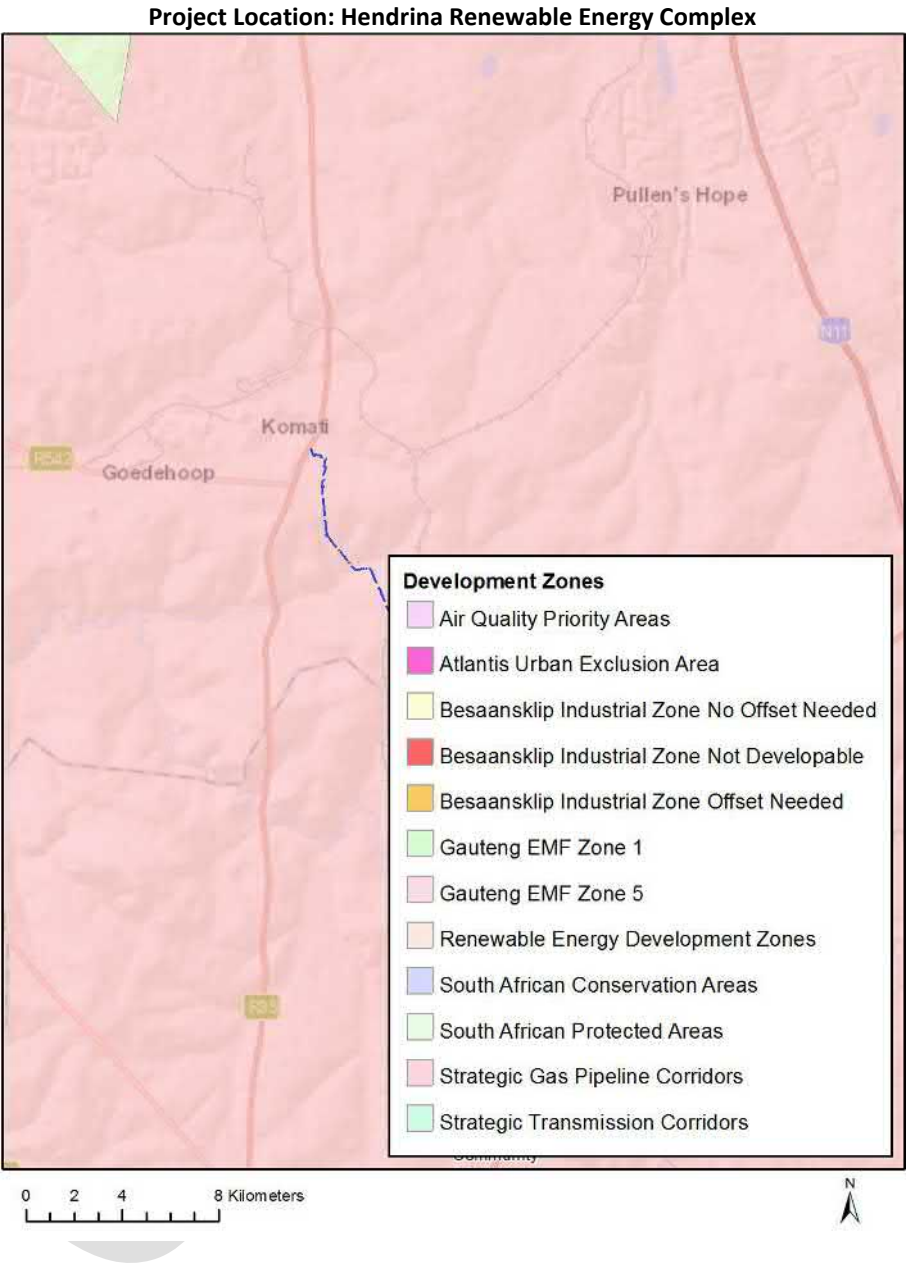 Project Location: Hendrina Renewable Energy Complex
Pullen's Hope
N11
Komati
R542
Goedehoop
Development Zones
Air Quality Priority Areas
Atlantis Urban Exclusion Area
Besaansklip Industrial Zone No Offset Needed
Besaansklip Industrial Zone Not Developable
Besaansklip Industrial Zone Offset Needed
Gauteng EMF Zone 1
Gauteng EMF Zone 5
Renewable Energy Development Zones
South African Conservation Areas
South African Protected Areas
Strategic Gas Pipeline Corridors
Strategic Transmission Corridors
R35
Community
0 2 4 8 Kilometers
N